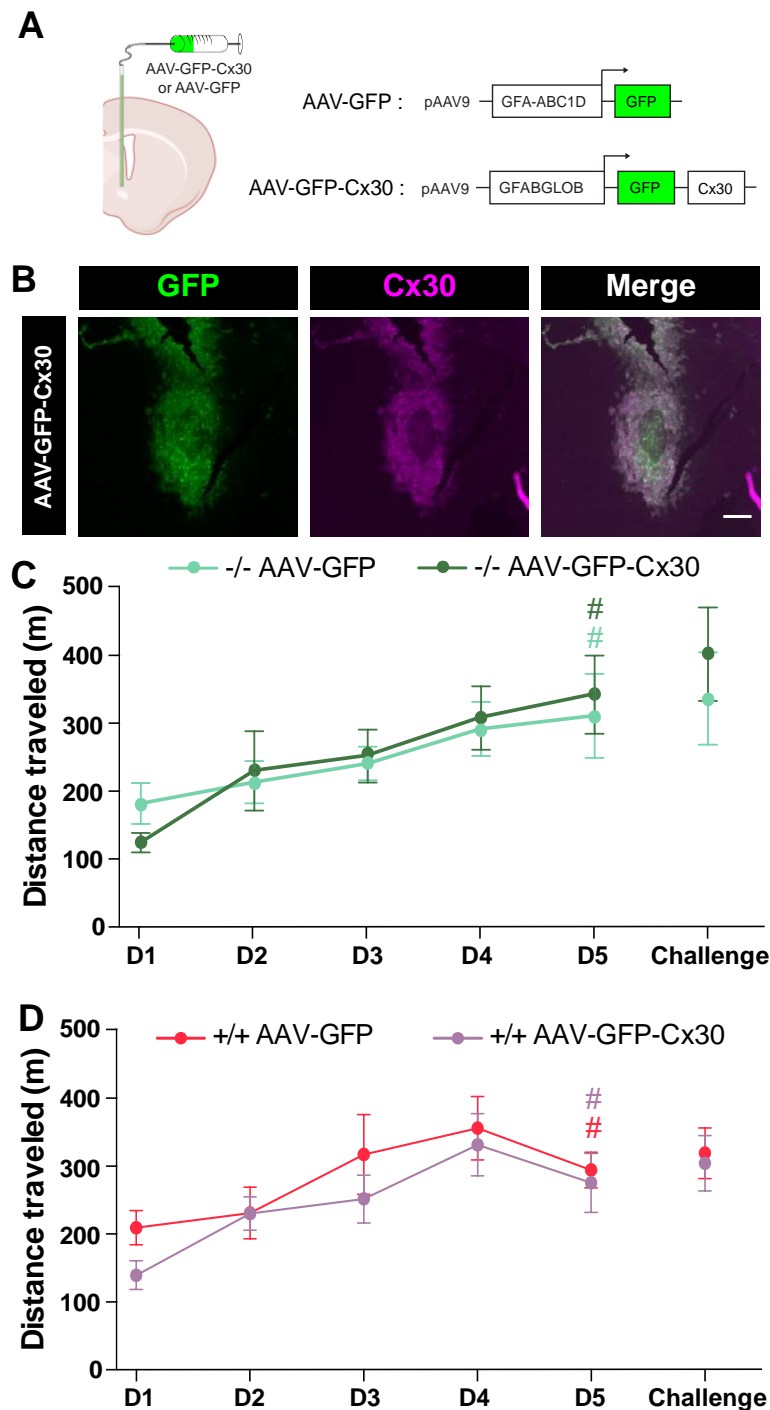 A
AAV-GFP-Cx30
or AAV-GFP
AAV-GFP :
pAAV9
GFA-ABC1D
GFP
AAV-GFP-Cx30 :
pAAV9
GFABGLOB
GFP
Cx30
B
GFP
Cx30
Merge
AAV-GFP-Cx30
C
-/- AAV-GFP
-/- AAV-GFP-Cx30
Distance traveled (m)
500
400
300
200
100
0
#
#
D1
D2
D3
D4
D5
Challenge
D
+/+ AAV-GFP
+/+ AAV-GFP-Cx30
Distance traveled (m)
500
400
300
200
100
0
#
#
D1
D2
D3
D4
D5
Challenge